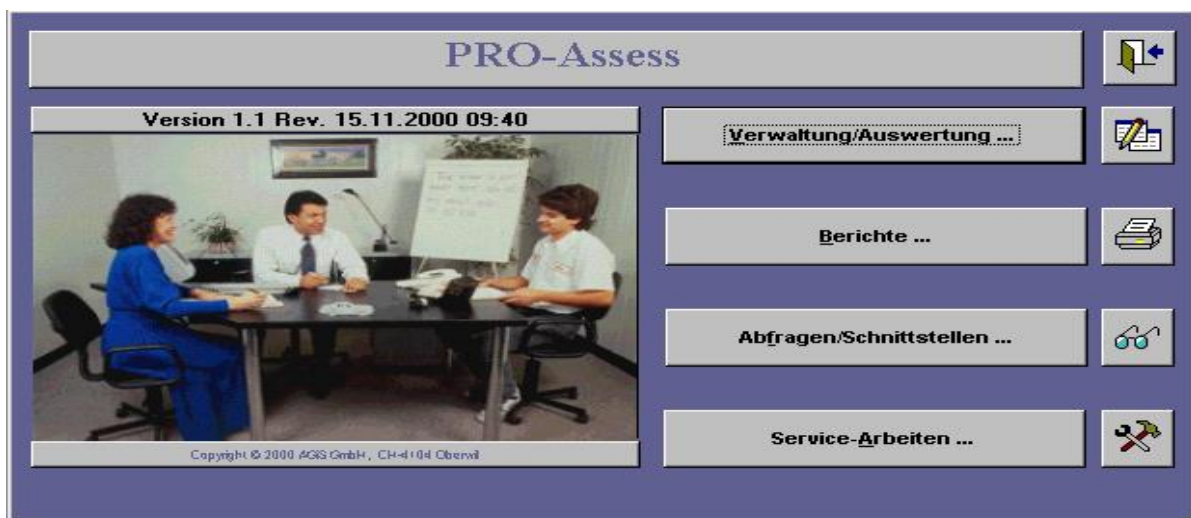 PRO-Assess
Version 1.1 Rev. 15.11.2000 09:40
Verwaltung/Auswertung ...
Berichte ...
Abfragen/Schnittstellen ...
Service-Arbeiten ...
Copyright © 2000 AGIS GmbH, CH-4104 Oberwil